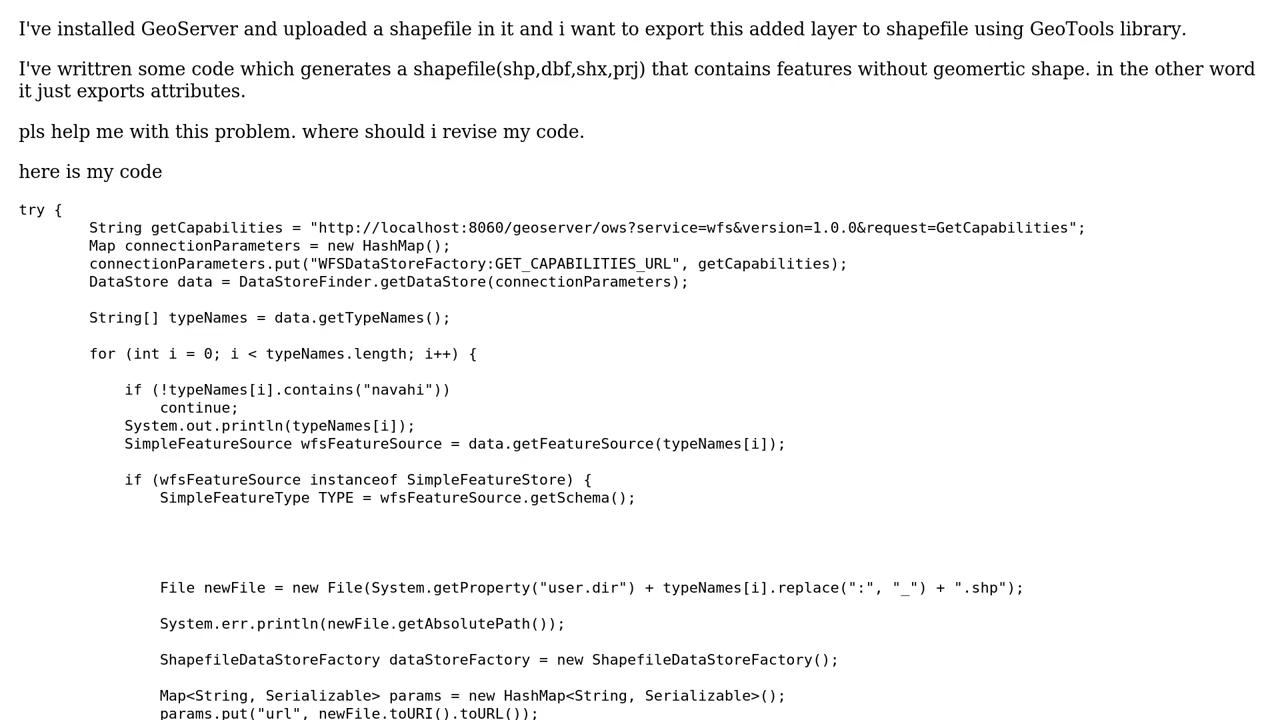 I've installed GeoServer and uploaded a shapefile in it and i want to export this added layer to shapefile using GeoTools library.
I've writtren some code which generates a shapefile(shp,dbf,shx,prj) that contains features without geomertic shape. in the other word
it just exports attributes.
pls help me with this problem. where should i revise my code.
here is my code
try {
        String getCapabilities = "http://localhost:8060/geoserver/ows?service=wfs&version=1.0.0&request=GetCapabilities";
        Map connectionParameters = new HashMap();
        connectionParameters.put("WFSDataStoreFactory:GET_CAPABILITIES_URL", getCapabilities);
        DataStore data = DataStoreFinder.getDataStore(connectionParameters);
        String[] typeNames = data.getTypeNames();
        for (int i = 0; i < typeNames.length; i++) {
            if (!typeNames[i].contains("navahi"))
                continue;
            System.out.println(typeNames[i]);
            SimpleFeatureSource wfsFeatureSource = data.getFeatureSource(typeNames[i]);
            if (wfsFeatureSource instanceof SimpleFeatureStore) {
                SimpleFeatureType TYPE = wfsFeatureSource.getSchema();
                File newFile = new File(System.getProperty("user.dir") + typeNames[i].replace(":", "_") + ".shp");
                System.err.println(newFile.getAbsolutePath());
                ShapefileDataStoreFactory dataStoreFactory = new ShapefileDataStoreFactory();
                Map<String, Serializable> params = new HashMap<String, Serializable>();
                params.put("url", newFile.toURI().toURL());